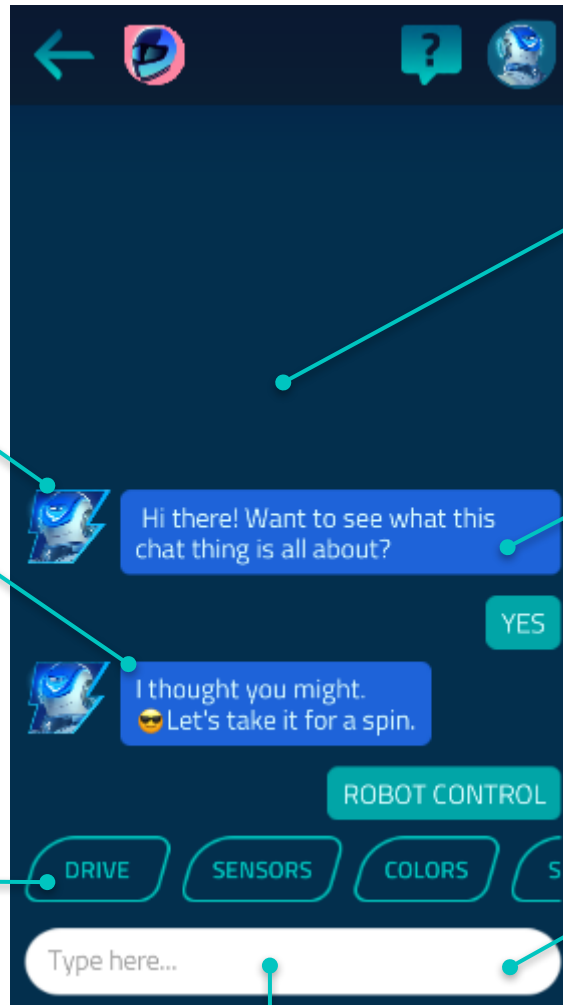 ?
Hi there! Want to see what this
chat thing is all about?
YES
I thought you might.
😎Let's take it for a spin.
ROBOT CONTROL
DRIVE
SENSORS
COLORS
S
Type here...